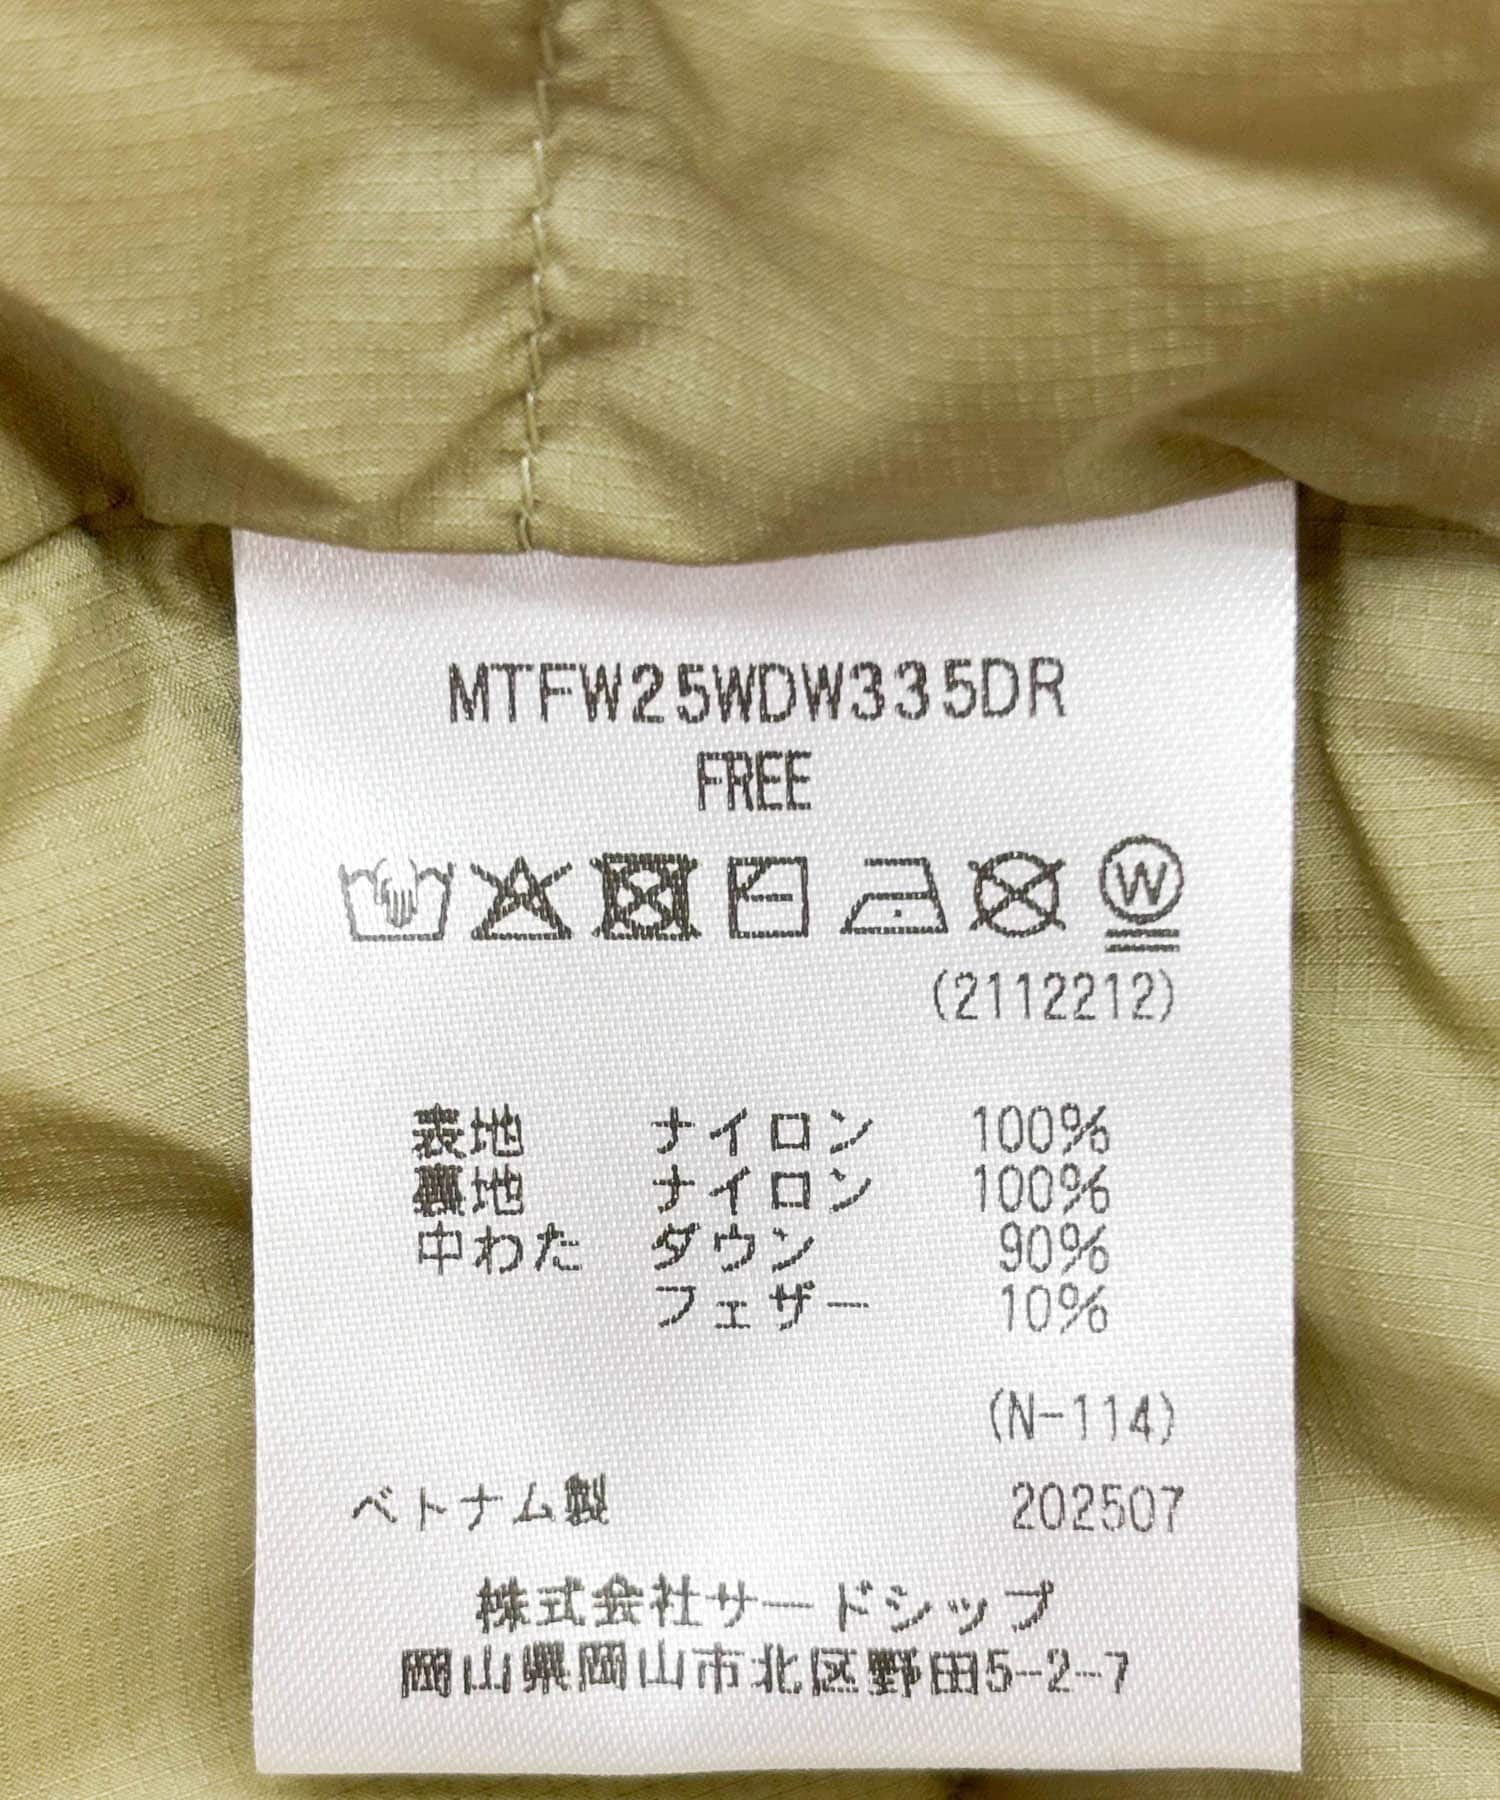 MTFW25WDW335DR
FREE
W
(2112212)
表地 ナイロン 100%
裏地 ナイロン 100%
中わた ダウン 90%
フェザー 10%
(N-114)
ベトナム製 202507
株式会社サードシップ
岡山県岡山市北区野田5-2-7